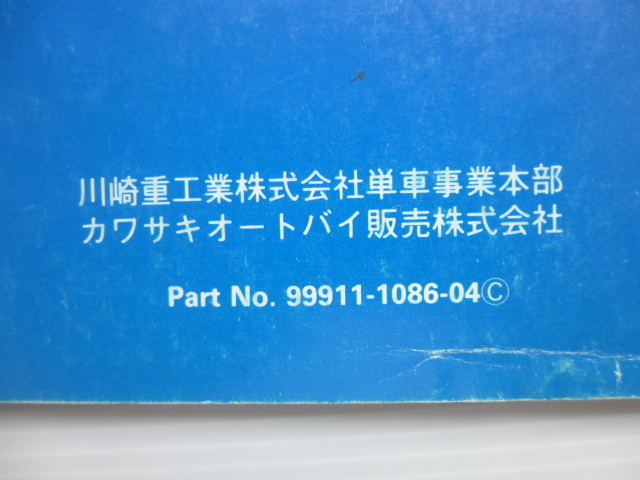 川崎重工業株式会社単車事業本部
カワサキオートバイ販売株式会社
Part No. 99911-1086-04Ⓒ